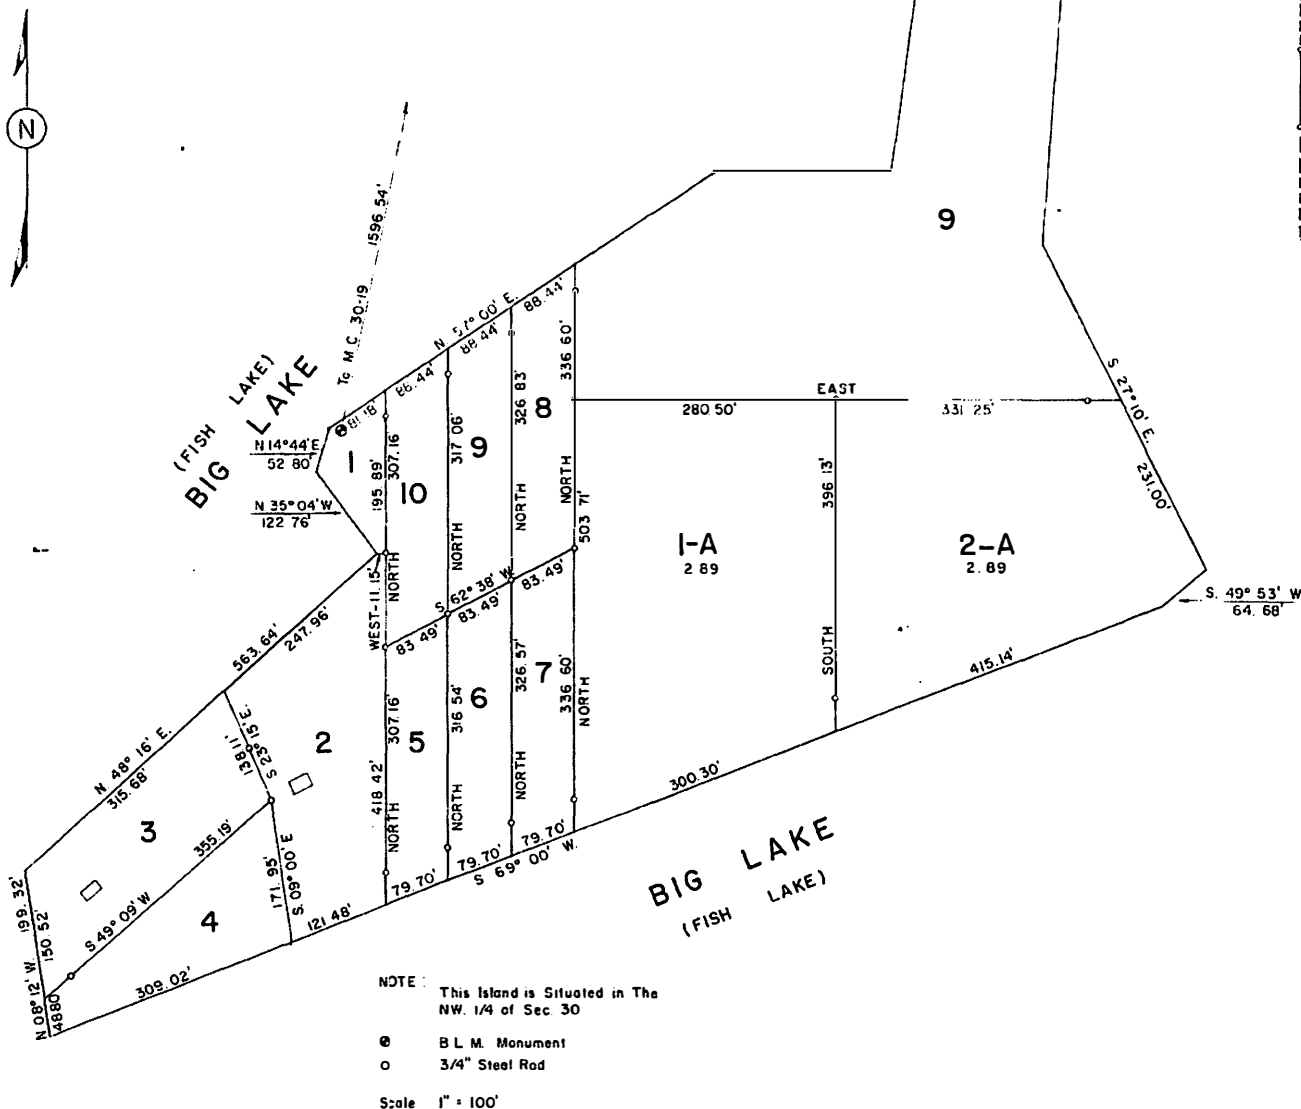 N
9
To M C 30-19 1596.54'
N 57° 00' E.
88.44'
88.44'
86.44'
81.18'
(FISH LAKE)
BIG LAKE
N 14°44' E
52 80'
N 35° 04' W
122 76'
1
195 89'
307.16
10
317 06'
9
326 83'
8
336 60'
NORTH
NORTH
NORTH
NORTH
503 71'
EAST
280.50'
331 25'
S 27° 10' E.
231.00'
396 13'
SOUTH
1-A
2 89
2-A
2.89
S. 49° 53' W
64.68'
415.14'
WEST-11.15'
S 62° 38' W
83 49'
83.49'
83.49'
83.49'
563.64'
247.96'
N 48° 16' E.
315.68'
138 11'
S 23° 15' E.
2
307.16'
418 42'
NORTH
5
316 54'
NORTH
6
326.57'
NORTH
7
336 60'
NORTH
300.30'
3
355.19'
S 49° 09' W
171.95'
S. 09° 00' E
4
199.32'
150.52'
N 08° 12' W.
48.80
309.02'
121.48'
79.70'
79.70'
79.70'
S 69° 00' W.
BIG LAKE
(FISH LAKE)
NOTE:
This Island is Situated in The
NW. 1/4 of Sec. 30
B L M. Monument
3/4" Steel Rod
Scale 1" = 100'